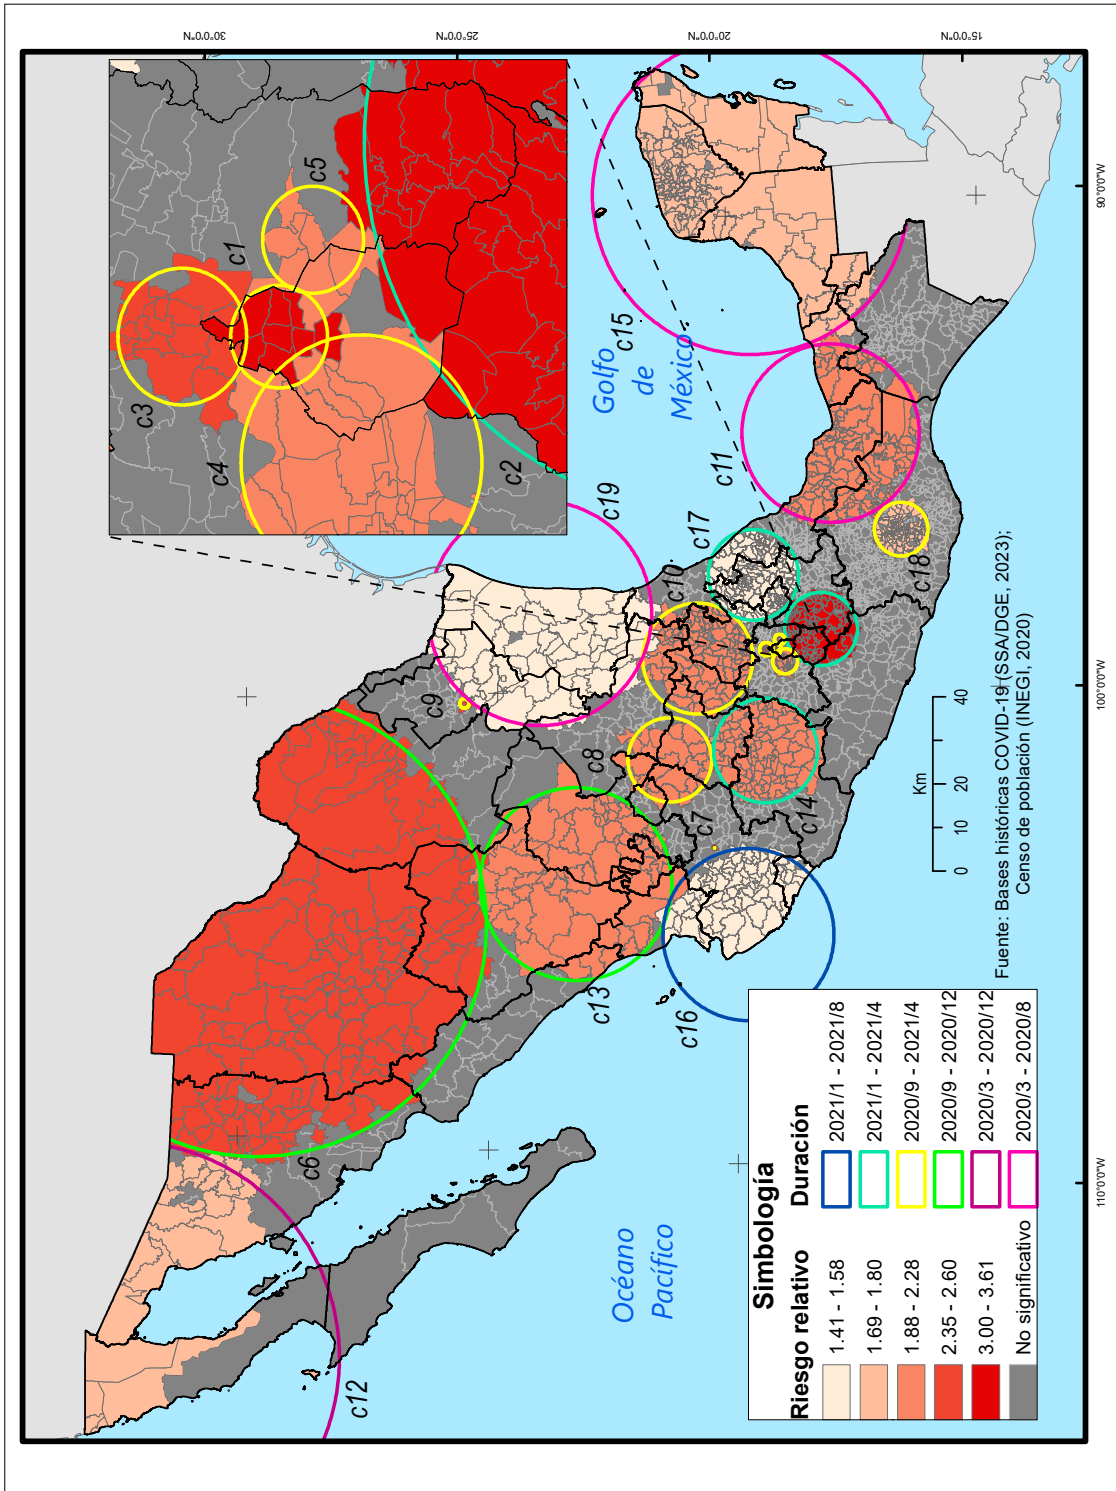 30°0'0"N
25°0'0"N
20°0'0"N
15°0'0"N
90°0'0"W
100°0'0"W
110°0'0"W
c3
c1
c5
c4
c2
c19
c15
Golfo
de
México
c11
c17
c10
c18
c9
c8
c7
c14
c13
c16
c6
c12
Océano
Pacífico
Km
0 10 20 40
Fuente: Bases históricas COVID-19 (SSA/DGE, 2023);
Censo de población (INEGI, 2020)
Simbología
Riesgo relativo Duración
1.41 - 1.58 2021/1 - 2021/8
1.69 - 1.80 2021/1 - 2021/4
1.88 - 2.28 2020/9 - 2021/4
2.35 - 2.60 2020/9 - 2020/12
3.00 - 3.61 2020/3 - 2020/12
No significativo 2020/3 - 2020/8